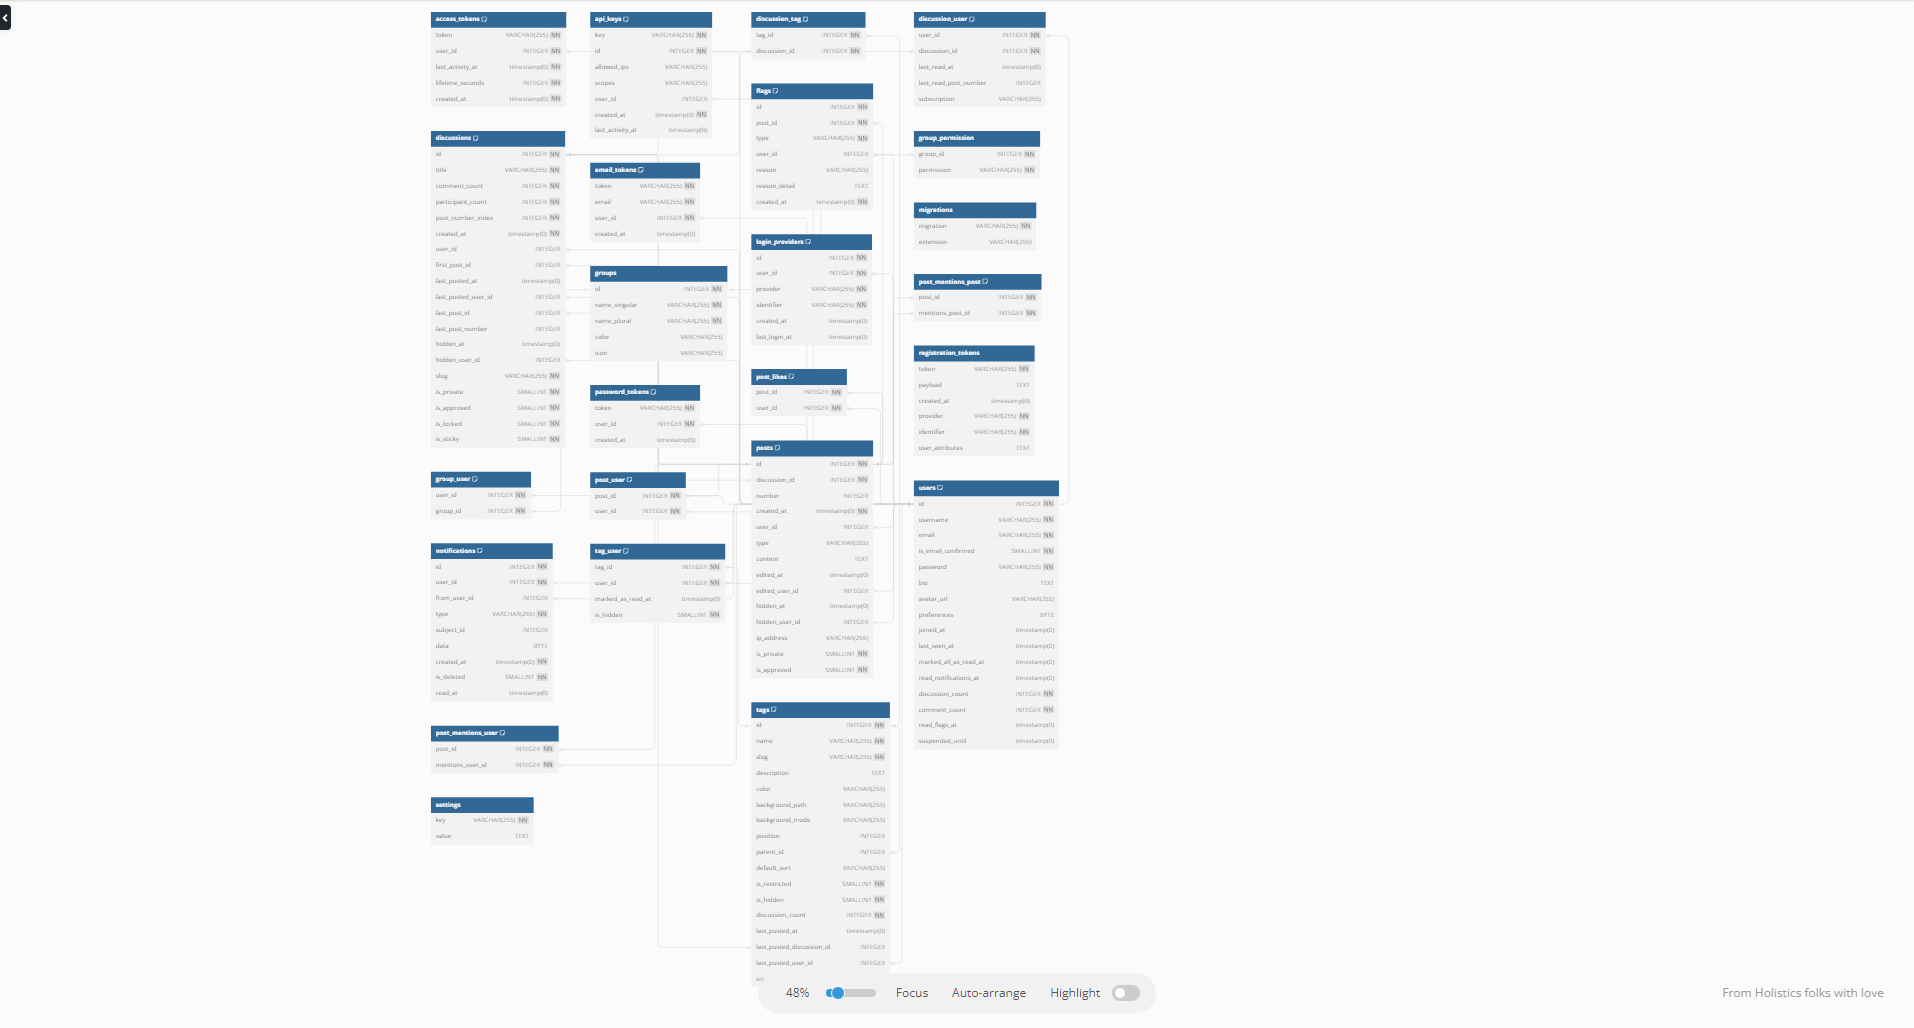 access_tokens
token VARCHAR(255) NN
user_id INTEGER NN
last_activity_at timestamp(0) NN
lifetime_seconds INTEGER NN
created_at timestamp(0) NN
discussions
id INTEGER NN
title VARCHAR(255) NN
comment_count INTEGER NN
participant_count INTEGER NN
post_number_index INTEGER NN
created_at timestamp(0) NN
user_id INTEGER
first_post_id INTEGER
last_posted_at timestamp(0)
last_posted_user_id INTEGER
last_post_id INTEGER
last_post_number INTEGER
hidden_at timestamp(0)
hidden_user_id INTEGER
slug VARCHAR(255) NN
is_private SMALLINT NN
is_approved SMALLINT NN
is_locked SMALLINT NN
is_sticky SMALLINT NN
group_user
user_id INTEGER NN
group_id INTEGER NN
notifications
id INTEGER NN
user_id INTEGER NN
from_user_id INTEGER
type VARCHAR(255) NN
subject_id INTEGER
data BYTE
created_at timestamp(0) NN
is_deleted SMALLINT NN
read_at timestamp(0)
post_mentions_user
post_id INTEGER NN
mentions_user_id INTEGER NN
settings
key VARCHAR(255) NN
value TEXT
api_keys
key VARCHAR(255) NN
id INTEGER NN
allowed_ips VARCHAR(255)
scopes VARCHAR(255)
user_id INTEGER
created_at timestamp(0) NN
last_activity_at timestamp(0)
email_tokens
token VARCHAR(255) NN
email VARCHAR(255) NN
user_id INTEGER NN
created_at timestamp(0)
groups
id INTEGER NN
name_singular VARCHAR(255) NN
name_plural VARCHAR(255) NN
color VARCHAR(255)
icon VARCHAR(255)
password_tokens
token VARCHAR(255) NN
user_id INTEGER NN
created_at timestamp(0)
post_user
post_id INTEGER NN
user_id INTEGER NN
tag_user
tag_id INTEGER NN
user_id INTEGER NN
marked_as_read_at timestamp(0)
is_hidden SMALLINT NN
discussion_tag
tag_id INTEGER NN
discussion_id INTEGER NN
flags
id INTEGER NN
post_id INTEGER NN
type VARCHAR(255) NN
user_id INTEGER
reason VARCHAR(255)
reason_detail TEXT
created_at timestamp(0) NN
login_providers
id INTEGER NN
user_id INTEGER NN
provider VARCHAR(255) NN
identifier VARCHAR(255) NN
created_at timestamp(0)
last_login_at timestamp(0)
post_likes
post_id INTEGER NN
user_id INTEGER NN
posts
id INTEGER NN
discussion_id INTEGER NN
number INTEGER
created_at timestamp(0) NN
user_id INTEGER
type VARCHAR(255)
content TEXT
edited_at timestamp(0)
edited_user_id INTEGER
hidden_at timestamp(0)
hidden_user_id INTEGER
ip_address VARCHAR(255)
is_private SMALLINT NN
is_approved SMALLINT NN
tags
id INTEGER NN
name VARCHAR(255) NN
slug VARCHAR(255) NN
description TEXT
color VARCHAR(255)
background_path VARCHAR(255)
background_mode VARCHAR(255)
position INTEGER
parent_id INTEGER
default_sort VARCHAR(255)
is_restricted SMALLINT NN
is_hidden SMALLINT NN
discussion_count INTEGER NN
last_posted_at timestamp(0)
last_posted_discussion_id INTEGER
last_posted_user_id INTEGER
discussion_user
user_id INTEGER NN
discussion_id INTEGER NN
last_read_at timestamp(0)
last_read_post_number INTEGER
subscription VARCHAR(255)
group_permission
group_id INTEGER NN
permission VARCHAR(255) NN
migrations
migration VARCHAR(255) NN
extension VARCHAR(255)
post_mentions_post
post_id INTEGER NN
mentions_post_id INTEGER NN
registration_tokens
token VARCHAR(255) NN
payload TEXT
created_at timestamp(0)
provider VARCHAR(255) NN
identifier VARCHAR(255) NN
user_attributes TEXT
users
id INTEGER NN
username VARCHAR(255) NN
email VARCHAR(255) NN
is_email_confirmed SMALLINT NN
password VARCHAR(255) NN
bio TEXT
avatar_url VARCHAR(255)
preferences BYTE
joined_at timestamp(0)
last_seen_at timestamp(0)
marked_all_as_read_at timestamp(0)
read_notifications_at timestamp(0)
discussion_count INTEGER NN
comment_count INTEGER NN
read_flags_at timestamp(0)
suspended_until timestamp(0)
48% Focus Auto-arrange Highlight
From Holistics folks with love